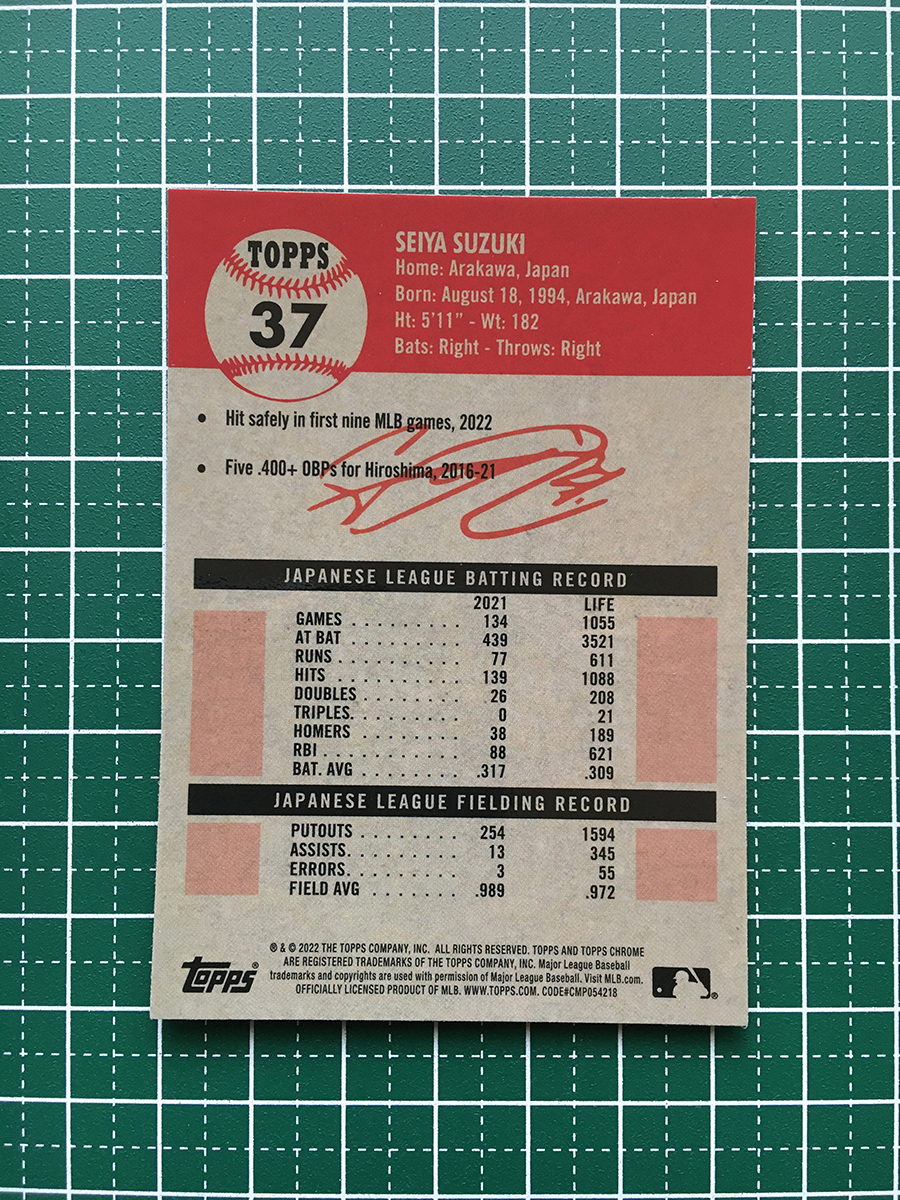 TOPPS
37
SEIYA SUZUKI
Home: Arakawa, Japan
Born: August 18, 1994, Arakawa, Japan
Ht: 5'11" - Wt: 182
Bats: Right - Throws: Right
• Hit safely in first nine MLB games, 2022
• Five .400+ OBPs for Hiroshima, 2016-21
JAPANESE LEAGUE BATTING RECORD
2021 LIFE
GAMES . . . . . . . . . 134 1055
AT BAT . . . . . . . . . 439 3521
RUNS . . . . . . . . . . 77 611
HITS . . . . . . . . . . 139 1088
DOUBLES . . . . . . . . 26 208
TRIPLES. . . . . . . . . 0 21
HOMERS . . . . . . . . 38 189
RBI . . . . . . . . . . . 88 621
BAT. AVG . . . . . . . . .317 .309
JAPANESE LEAGUE FIELDING RECORD
PUTOUTS . . . . . . . . 254 1594
ASSISTS. . . . . . . . . 13 345
ERRORS. . . . . . . . . 3 55
FIELD AVG . . . . . . . .989 .972
® & © 2022 THE TOPPS COMPANY, INC. ALL RIGHTS RESERVED. TOPPS AND TOPPS CHROME
ARE REGISTERED TRADEMARKS OF THE TOPPS COMPANY, INC. Major League Baseball
trademarks and copyrights are used with permission of Major League Baseball. Visit MLB.com.
OFFICIALLY LICENSED PRODUCT OF MLB. WWW.TOPPS.COM. CODE#CMP054218
topps®
®